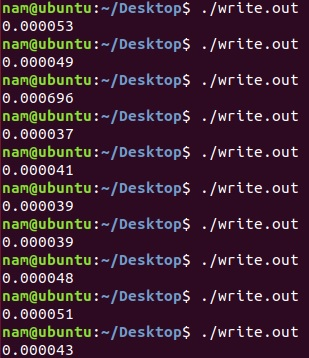 nam@ubuntu:~/Desktop$ ./write.out
0.000053
nam@ubuntu:~/Desktop$ ./write.out
0.000049
nam@ubuntu:~/Desktop$ ./write.out
0.000696
nam@ubuntu:~/Desktop$ ./write.out
0.000037
nam@ubuntu:~/Desktop$ ./write.out
0.000041
nam@ubuntu:~/Desktop$ ./write.out
0.000039
nam@ubuntu:~/Desktop$ ./write.out
0.000039
nam@ubuntu:~/Desktop$ ./write.out
0.000048
nam@ubuntu:~/Desktop$ ./write.out
0.000051
nam@ubuntu:~/Desktop$ ./write.out
0.000043